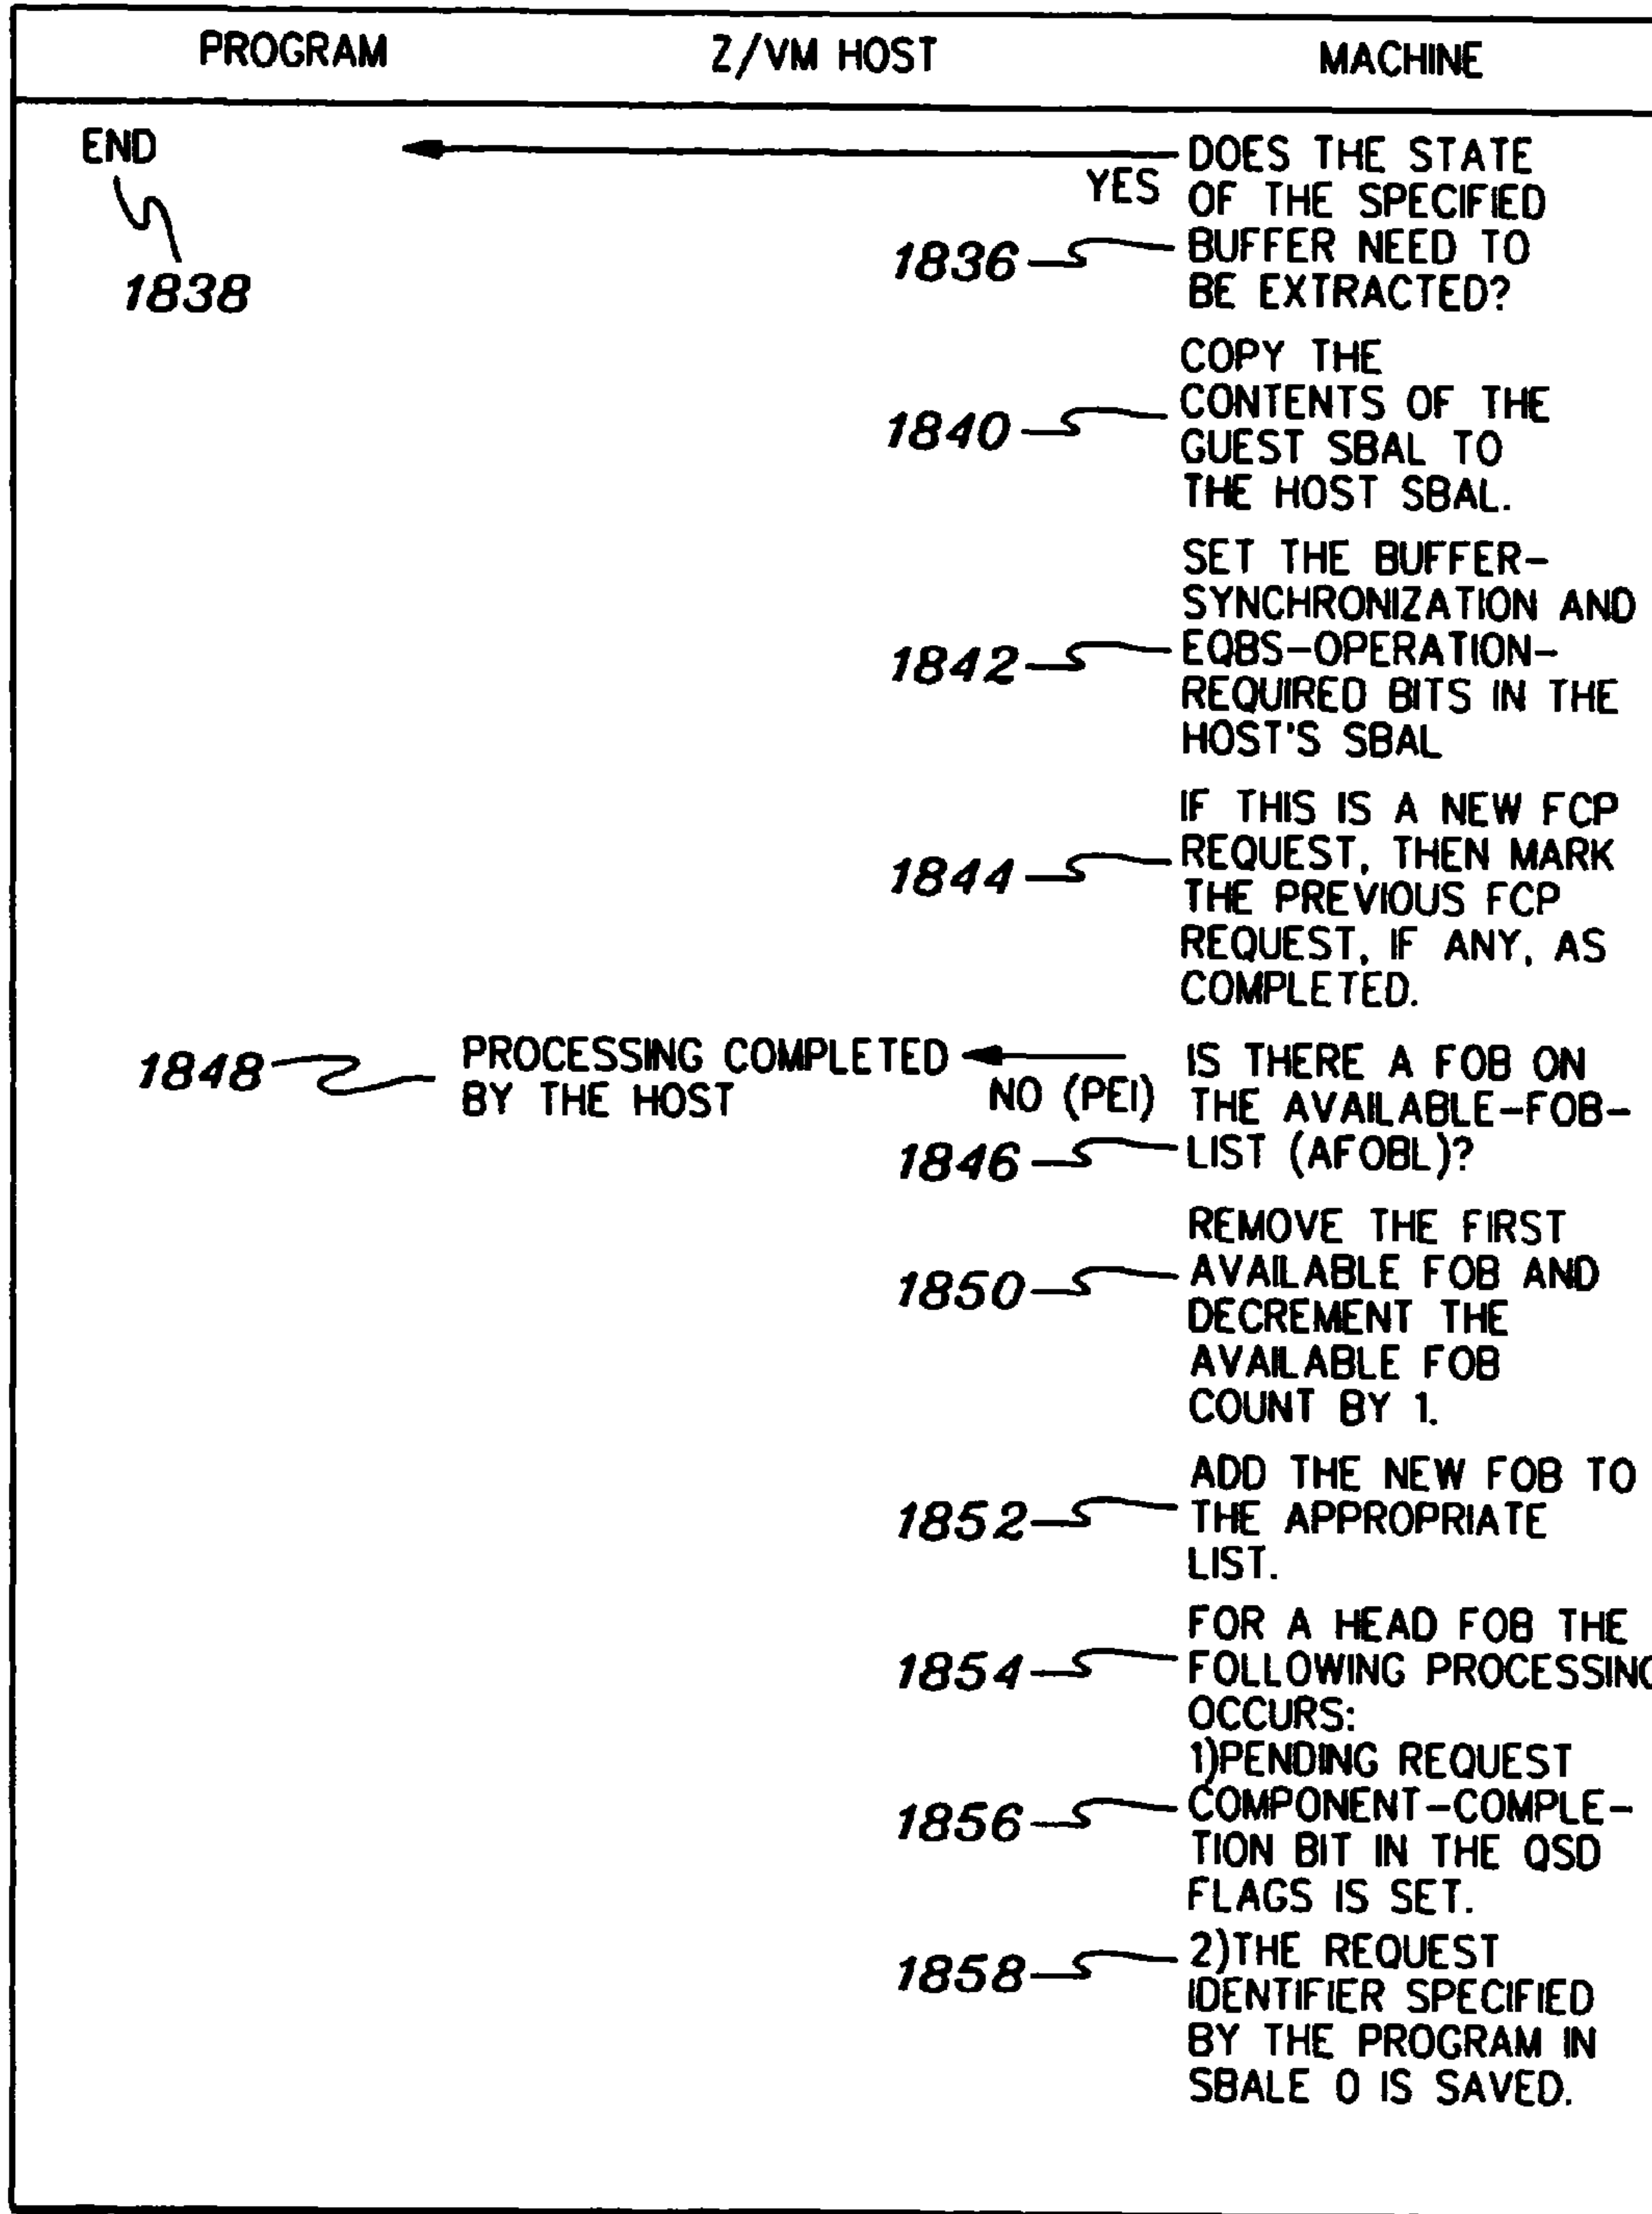 PROGRAM Z/VM HOST MACHINE
END
1838
YES
DOES THE STATE
OF THE SPECIFIED
BUFFER NEED TO
BE EXTRACTED?
1836
COPY THE
CONTENTS OF THE
GUEST SBAL TO
THE HOST SBAL.
1840
SET THE BUFFER-
SYNCHRONIZATION AND
EQBS-OPERATION-
REQUIRED BITS IN THE
HOST'S SBAL
1842
IF THIS IS A NEW FCP
REQUEST, THEN MARK
THE PREVIOUS FCP
REQUEST, IF ANY, AS
COMPLETED.
1844
1848
PROCESSING COMPLETED
BY THE HOST
NO (PEI)
IS THERE A FOB ON
THE AVAILABLE-FOB-
LIST (AFOBL)?
1846
REMOVE THE FIRST
AVAILABLE FOB AND
DECREMENT THE
AVAILABLE FOB
COUNT BY 1.
1850
ADD THE NEW FOB TO
THE APPROPRIATE
LIST.
1852
FOR A HEAD FOB THE
FOLLOWING PROCESSING
OCCURS:
1854
1)PENDING REQUEST
COMPONENT-COMPLE-
TION BIT IN THE QSD
FLAGS IS SET.
1856
2)THE REQUEST
IDENTIFIER SPECIFIED
BY THE PROGRAM IN
SBALE 0 IS SAVED.
1858